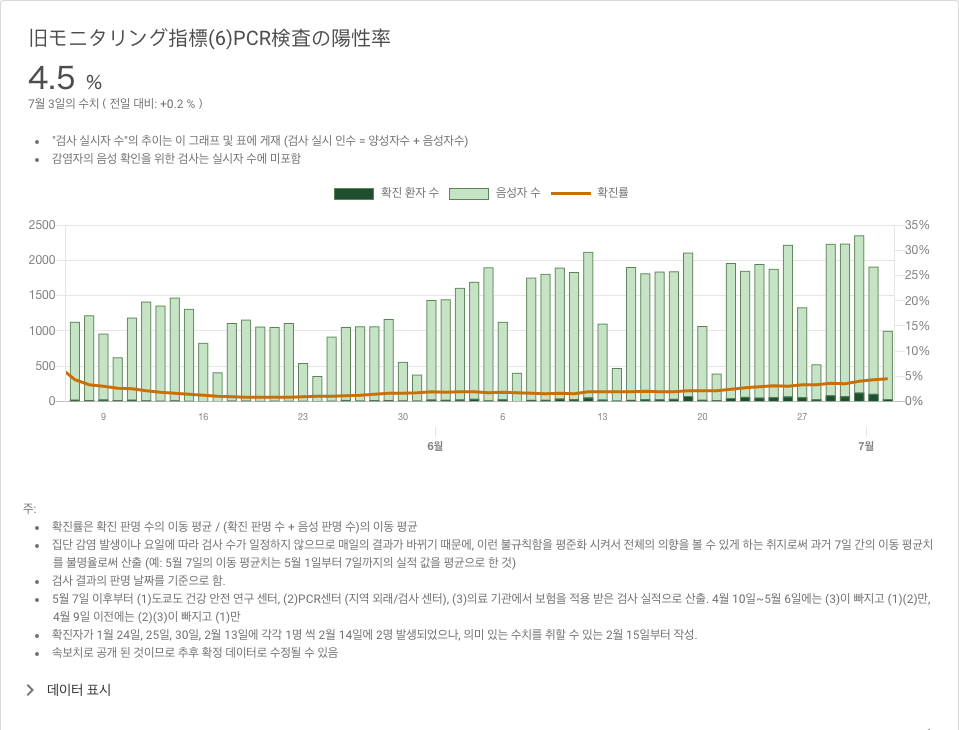 旧モニタリング指標(6)PCR検査の陽性率
4.5 %
7월 3일의 수치 ( 전일 대비: +0.2 % )
• "검사 실시자 수"의 추이는 이 그래프 및 표에 게재 (검사 실시 인수 = 양성자수 + 음성자수)
• 감염자의 음성 확인을 위한 검사는 실시자 수에 미포함
확진 환자 수 음성자 수 확진률
2500 35%
30%
2000
25%
1500 20%
15%
1000
10%
500
5%
0 0%
9 16 23 30 6 13 20 27
6월 7월
주:
• 확진률은 확진 판명 수의 이동 평균 / (확진 판명 수 + 음성 판명 수)의 이동 평균
• 집단 감염 발생이나 요일에 따라 검사 수가 일정하지 않으므로 매일의 결과가 바뀌기 때문에, 이런 불규칙함을 평준화 시켜서 전체의 의향을 볼 수 있게 하는 취지로써 과거 7일 간의 이동 평균치
를 불명율로써 산출 (예: 5월 7일의 이동 평균치는 5월 1일부터 7일까지의 실적 값을 평균으로 한 것)
• 검사 결과의 판명 날짜를 기준으로 함.
• 5월 7일 이후부터 (1)도쿄도 건강 안전 연구 센터, (2)PCR센터 (지역 외래/검사 센터), (3)의료 기관에서 보험을 적용 받은 검사 실적으로 산출. 4월 10일~5월 6일에는 (3)이 빠지고 (1)(2)만,
4월 9일 이전에는 (2)(3)이 빠지고 (1)만
• 확진자가 1월 24일, 25일, 30일, 2월 13일에 각각 1명 씩 2월 14일에 2명 발생되었으나, 의미 있는 수치를 취할 수 있는 2월 15일부터 작성.
• 속보치로 공개 된 것이므로 추후 확정 데이터로 수정될 수 있음
데이터 표시